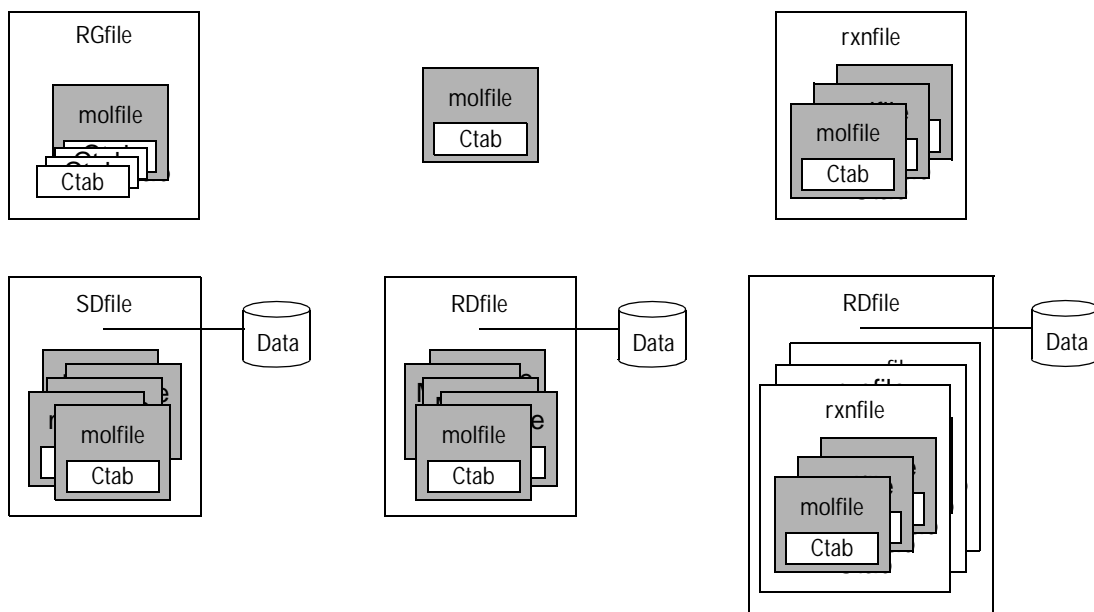 RGfile
molfile
Ctab
molfile
Ctab
rxnfile
molfile
Ctab
SDfile
Data
molfile
Ctab
RDfile
Data
molfile
Ctab
RDfile
Data
rxnfile
molfile
Ctab